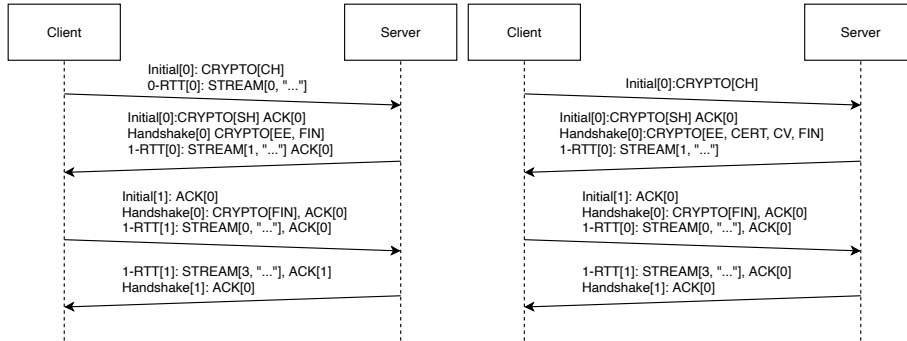 Client
Server
Initial[0]: CRYPTO[CH]
0-RTT[0]: STREAM[0, "..."]
Initial[0]:CRYPTO[SH] ACK[0]
Handshake[0] CRYPTO[EE, FIN]
1-RTT[0]: STREAM[1, "..."] ACK[0]
Initial[1]: ACK[0]
Handshake[0]: CRYPTO[FIN], ACK[0]
1-RTT[1]: STREAM[0, "..."], ACK[0]
1-RTT[1]: STREAM[3, "..."], ACK[1]
Handshake[1]: ACK[0]
Client
Server
Initial[0]:CRYPTO[CH]
Initial[0]:CRYPTO[SH] ACK[0]
Handshake[0]:CRYPTO[EE, CERT, CV, FIN]
1-RTT[0]: STREAM[1, "..."]
Initial[1]: ACK[0]
Handshake[0]: CRYPTO[FIN], ACK[0]
1-RTT[0]: STREAM[0, "..."], ACK[0]
1-RTT[1]: STREAM[3, "..."], ACK[0]
Handshake[1]: ACK[0]